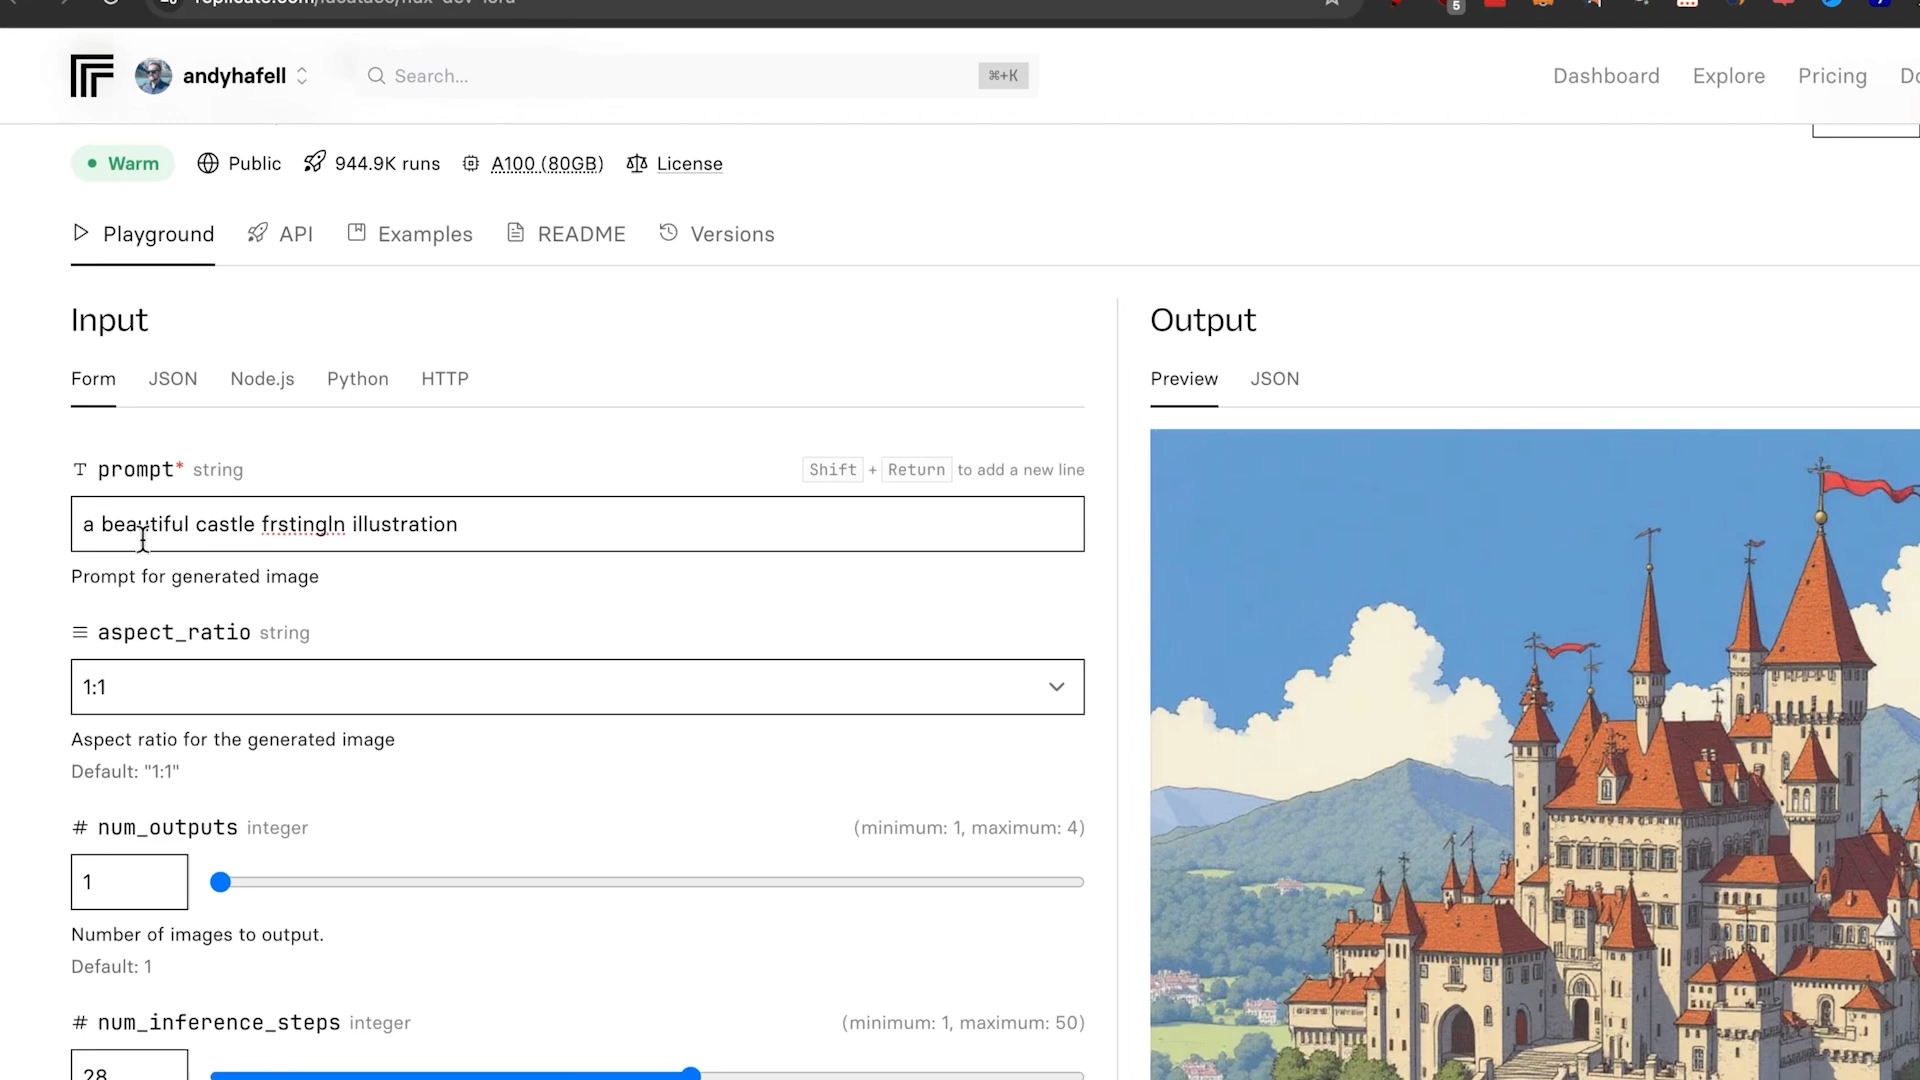 5
andyhafell
Search...
⌘+K
Dashboard
Explore
Pricing
Warm
Public
944.9K runs
A100 (80GB)
License
Playground
API
Examples
README
Versions
Input
Output
Form
JSON
Node.js
Python
HTTP
Preview
JSON
prompt* string
Shift + Return to add a new line
a beautiful castle frstingln illustration
Prompt for generated image
aspect_ratio string
1:1
Aspect ratio for the generated image
Default: "1:1"
# num_outputs integer
(minimum: 1, maximum: 4)
1
Number of images to output.
Default: 1
# num_inference_steps integer
(minimum: 1, maximum: 50)
28